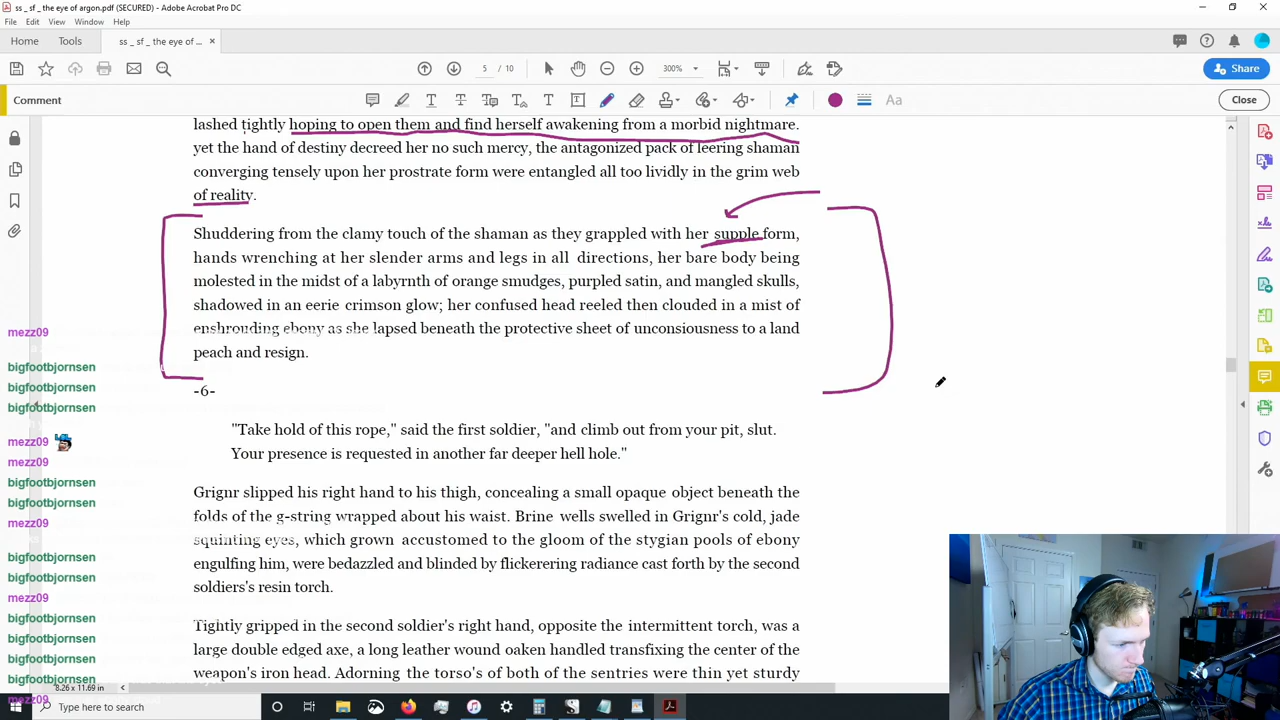 ss _ sf _ the eye of argon.pdf (SECURED) - Adobe Acrobat Pro DC
File Edit View Window Help
Home Tools ss _ sf _ the eye of ... ×
5 / 10 300% Share
Comment Aa Close
lashed tightly hoping to open them and find herself awakening from a morbid nightmare.
yet the hand of destiny decreed her no such mercy, the antagonized pack of leering shaman
converging tensely upon her prostrate form were entangled all too lividly in the grim web
of reality.
Shuddering from the clamy touch of the shaman as they grappled with her supple form,
hands wrenching at her slender arms and legs in all directions, her bare body being
molested in the midst of a labyrnth of orange smudges, purpled satin, and mangled skulls,
shadowed in an eerie crimson glow; her confused head reeled then clouded in a mist of
enshrouding ebony as she lapsed beneath the protective sheet of unconsiousness to a land
peach and resign.
-6-
"Take hold of this rope," said the first soldier, "and climb out from your pit, slut.
Your presence is requested in another far deeper hell hole."
Grignr slipped his right hand to his thigh, concealing a small opaque object beneath the
folds of the g-string wrapped about his waist. Brine wells swelled in Grignr's cold, jade
squinting eyes, which grown accustomed to the gloom of the stygian pools of ebony
engulfing him, were bedazzled and blinded by flickerering radiance cast forth by the second
soldiers's resin torch.
Tightly gripped in the second soldier's right hand, opposite the intermittent torch, was a
large double edged axe, a long leather wound oaken handled transfixing the center of the
weapon's iron head. Adorning the torso's of both of the sentries were thin yet sturdy
mezz09
bigfootbjornsen
bigfootbjornsen
bigfootbjornsen
mezz09
mezz09
bigfootbjornsen
bigfootbjornsen
mezz09
bigfootbjornsen
bigfootbjornsen
mezz09
bigfootbjornsen
bigfootbjornsen
bigfootbjornsen
bigfootbjornsen
mezz09
8.26 x 11.69 in
Type here to search